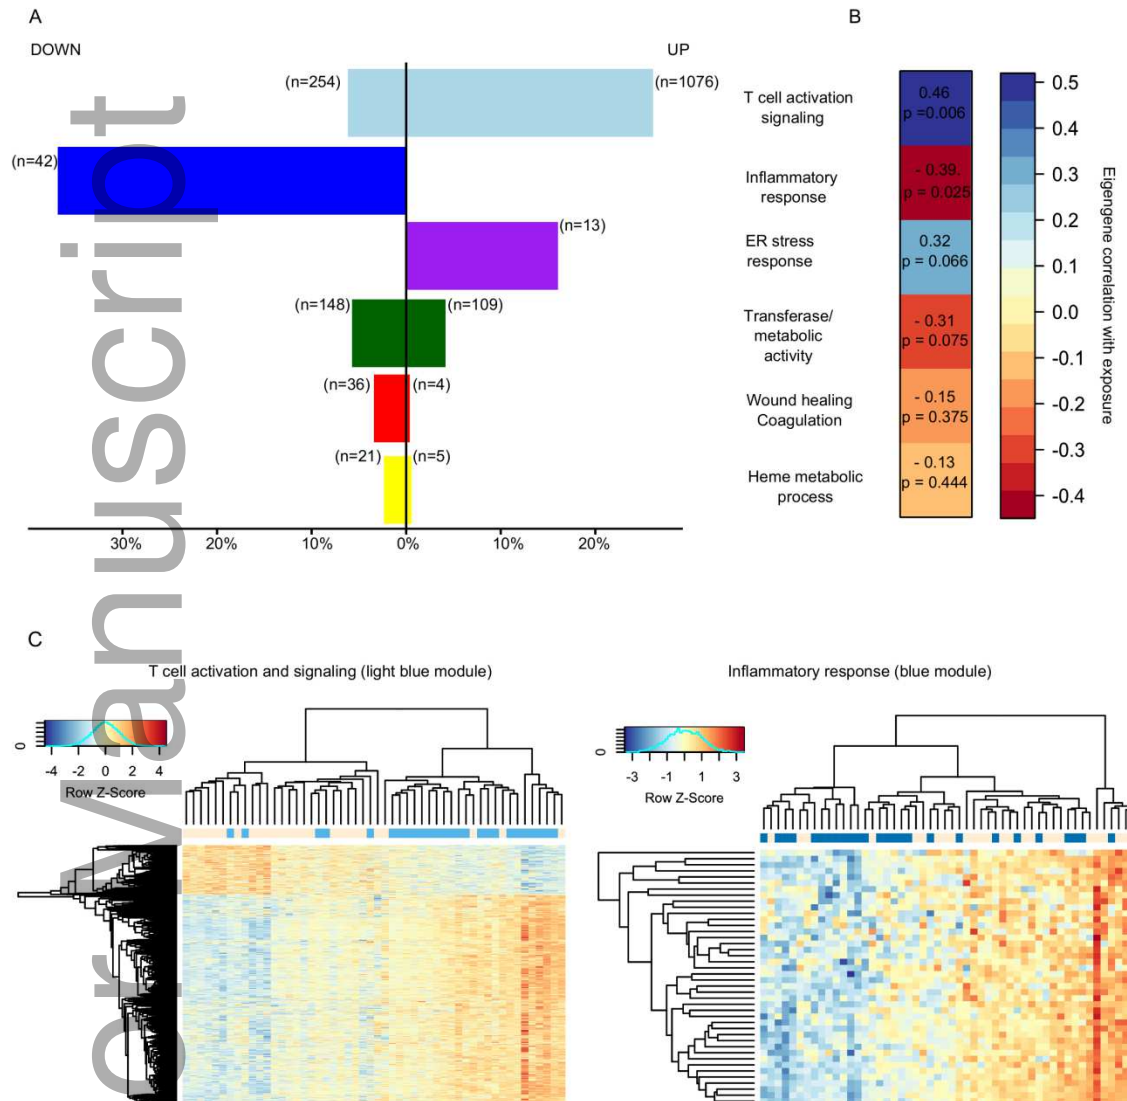 A
B
DOWN
UP
(n=254)
(n=1076)
(n=42)
(n=13)
(n=148)
(n=109)
(n=36)
(n=4)
(n=21)
(n=5)
30%
20%
10%
0%
10%
20%
T cell activation
signaling
Inflammatory
response
ER stress
response
Transferase/
metabolic
activity
Wound healing
Coagulation
Heme metabolic
process
0.46
p =0.006
- 0.39.
p = 0.025
0.32
p = 0.066
- 0.31
p = 0.075
- 0.15
p = 0.375
- 0.13
p = 0.444
0.5
0.4
0.3
0.2
0.1
0.0
-0.1
-0.2
-0.3
-0.4
Eigengene correlation with exposure
C
T cell activation and signaling (light blue module)
0
-4 -2 0 2 4
Row Z-Score
Inflammatory response (blue module)
0
-3 -1 1 3
Row Z-Score
or Manuscript